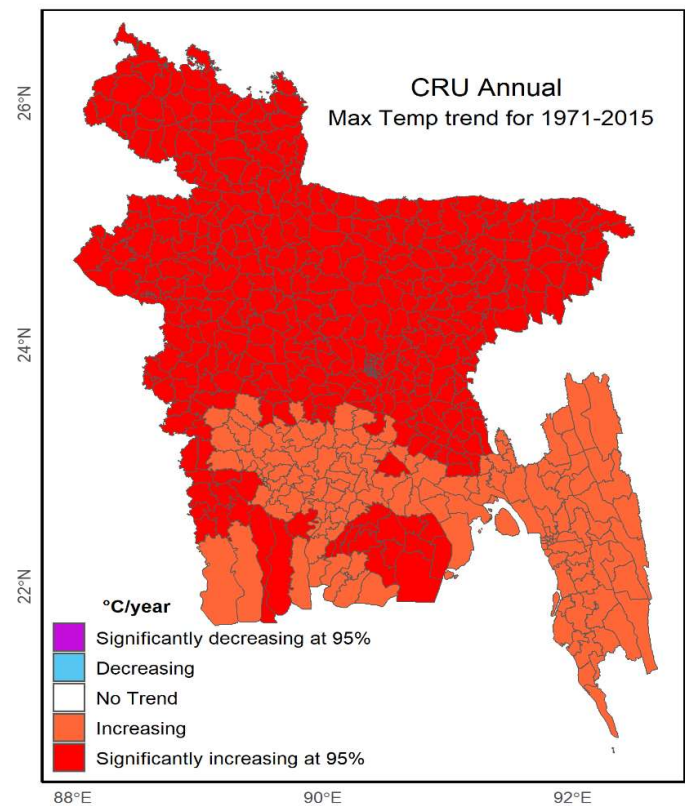 CRU Annual
Max Temp trend for 1971-2015
26°N
24°N
22°N
°C/year
Significantly decreasing at 95%
Decreasing
No Trend
Increasing
Significantly increasing at 95%
88°E
90°E
92°E